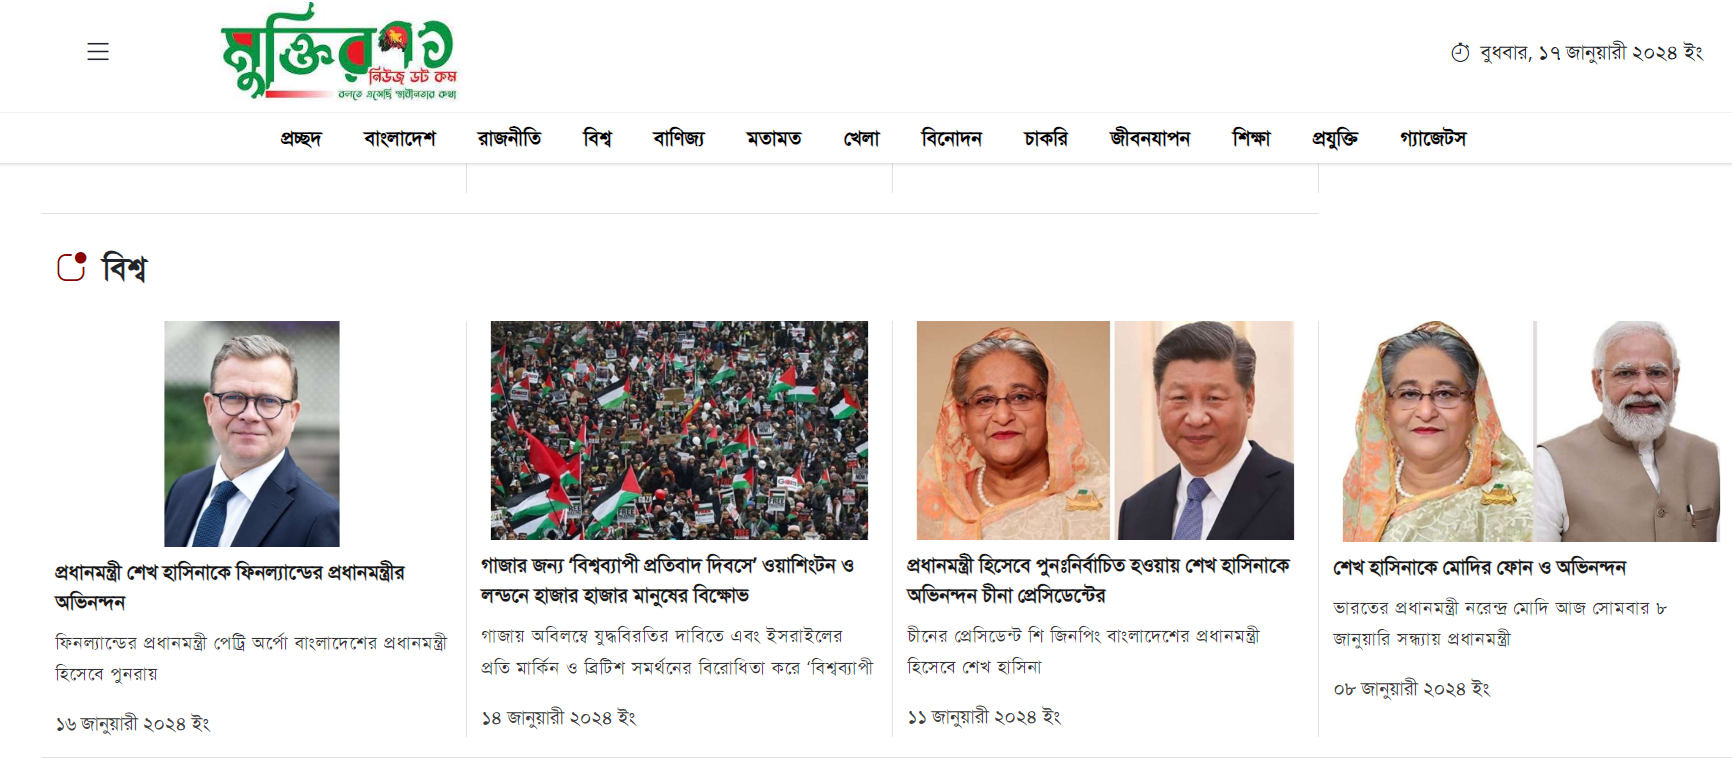 মুক্তির৭১
নিউজ ডট কম
বলতে এসেছি স্বাধীনতার কথা
বুধবার, ১৭ জানুয়ারী ২০২৪ ইং
প্রচ্ছদ বাংলাদেশ রাজনীতি বিশ্ব বাণিজ্য মতামত খেলা বিনোদন চাকরি জীবনযাপন শিক্ষা প্রযুক্তি গ্যাজেটস
বিশ্ব
প্রধানমন্ত্রী শেখ হাসিনাকে ফিনল্যান্ডের প্রধানমন্ত্রীর
অভিনন্দন
ফিনল্যান্ডের প্রধানমন্ত্রী পেট্রি অর্পো বাংলাদেশের প্রধানমন্ত্রী
হিসেবে পুনরায়
১৬ জানুয়ারী ২০২৪ ইং
গাজার জন্য ‘বিশ্বব্যাপী প্রতিবাদ দিবসে’ ওয়াশিংটন ও
লন্ডনে হাজার হাজার মানুষের বিক্ষোভ
গাজায় অবিলম্বে যুদ্ধবিরতির দাবিতে এবং ইসরাইলের
প্রতি মার্কিন ও ব্রিটিশ সমর্থনের বিরোধিতা করে ‘বিশ্বব্যাপী
১৪ জানুয়ারী ২০২৪ ইং
প্রধানমন্ত্রী হিসেবে পুনঃনির্বাচিত হওয়ায় শেখ হাসিনাকে
অভিনন্দন চীনা প্রেসিডেন্টের
চীনের প্রেসিডেন্ট শি জিনপিং বাংলাদেশের প্রধানমন্ত্রী
হিসেবে শেখ হাসিনা
১১ জানুয়ারী ২০২৪ ইং
শেখ হাসিনাকে মোদির ফোন ও অভিনন্দন
ভারতের প্রধানমন্ত্রী নরেন্দ্র মোদি আজ সোমবার ৮
জানুয়ারি সন্ধ্যায় প্রধানমন্ত্রী
০৮ জানুয়ারী ২০২৪ ইং